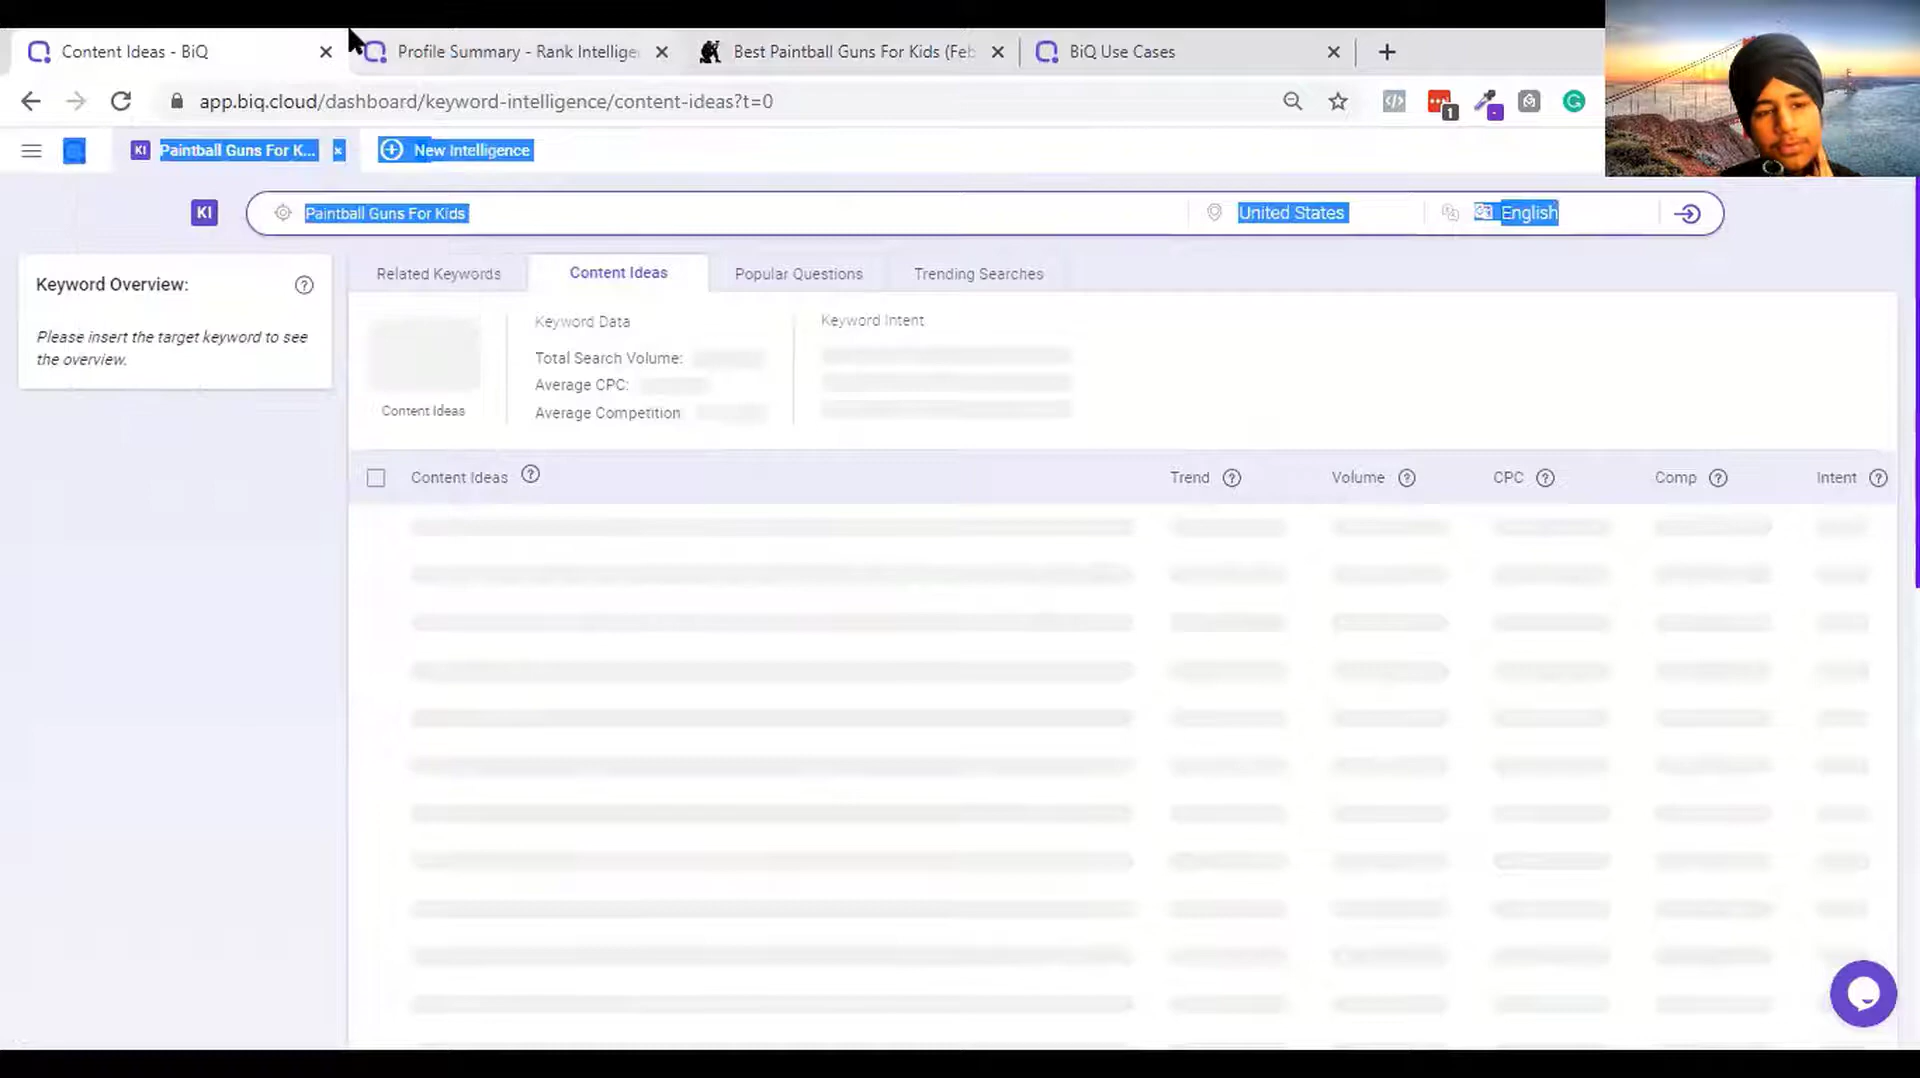 Content Ideas - BiQ
Profile Summary - Rank Intellige
Best Paintball Guns For Kids (Feb
BiQ Use Cases
app.biq.cloud/dashboard/keyword-intelligence/content-ideas?t=0
1
KI Paintball Guns For K... × New Intelligence
KI Paintball Guns For Kids United States English
Keyword Overview:
Please insert the target keyword to see
the overview.
Related Keywords Content Ideas Popular Questions Trending Searches
Keyword Data
Total Search Volume:
Average CPC:
Average Competition
Content Ideas
Keyword Intent
Content Ideas Trend Volume CPC Comp Intent